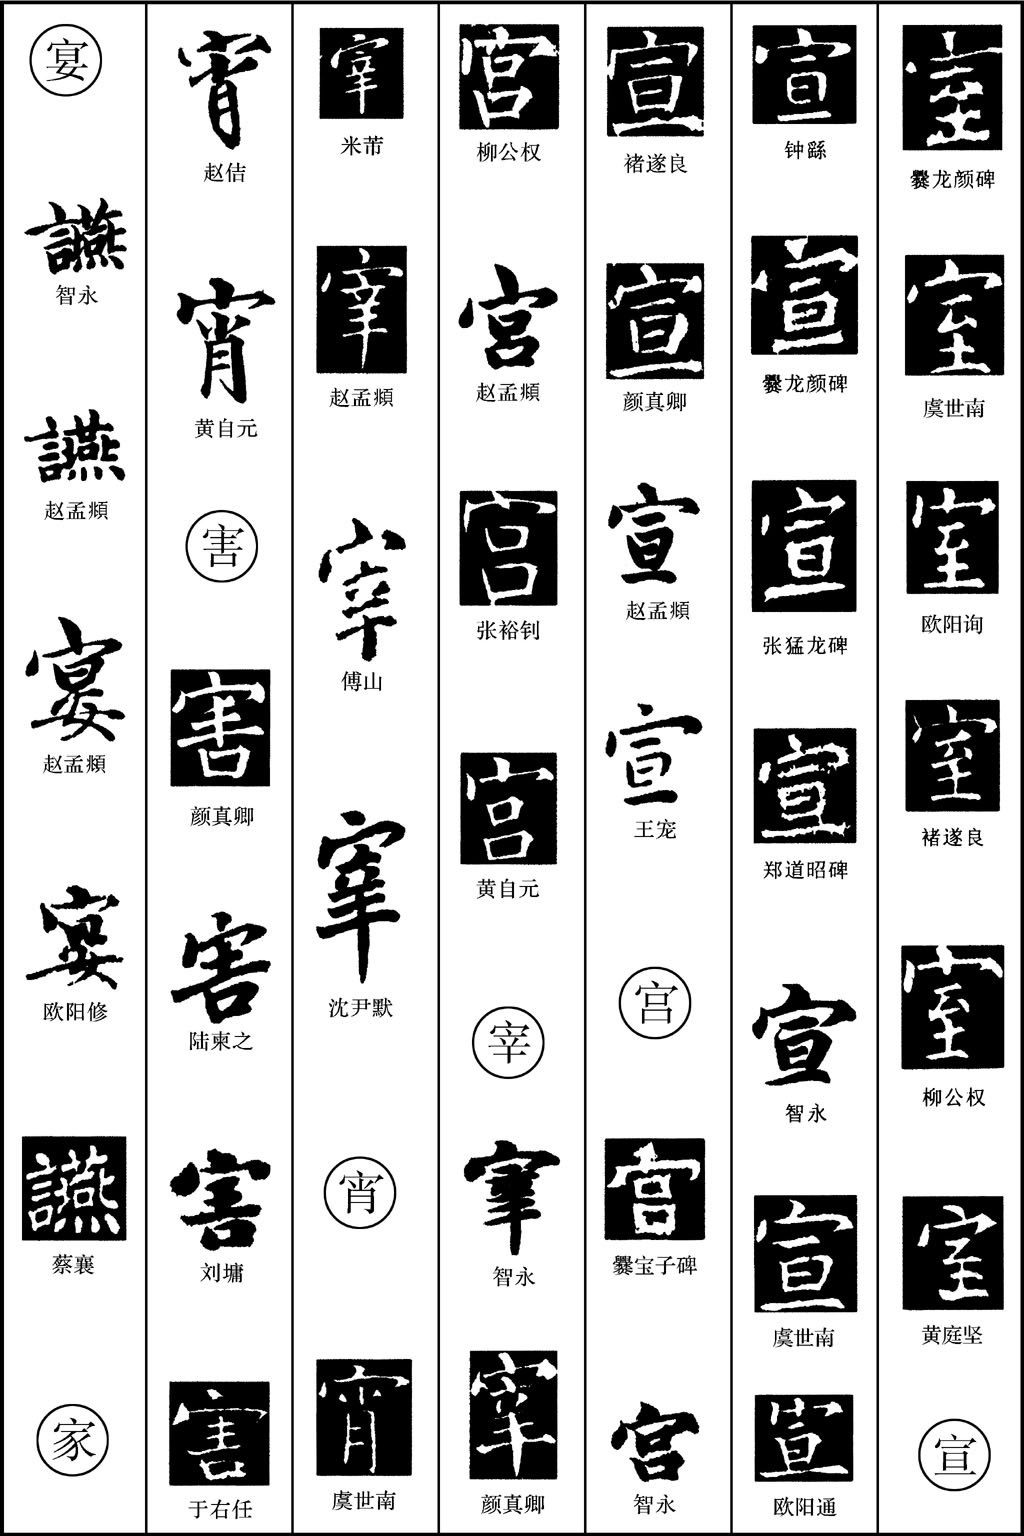 室
爨龙颜碑
室
虞世南
室
欧阳询
室
褚遂良
室
柳公权
室
黄庭坚
宣
宣
钟繇
宣
爨龙颜碑
宣
张猛龙碑
宣
郑道昭碑
宣
智永
宣
虞世南
宣
欧阳通
宣
褚遂良
宣
颜真卿
宣
赵孟頫
宣
王宠
宫
宫
爨宝子碑
宫
智永
宫
柳公权
宫
赵孟頫
宫
张裕钊
宫
黄自元
宰
宰
智永
宰
颜真卿
宰
米芾
宰
赵孟頫
宰
傅山
宰
沈尹默
宵
宵
虞世南
宵
赵佶
宵
黄自元
害
害
颜真卿
害
陆柬之
害
刘墉
害
于右任
宴
讌
智永
讌
赵孟頫
宴
赵孟頫
宴
欧阳修
讌
蔡襄
家